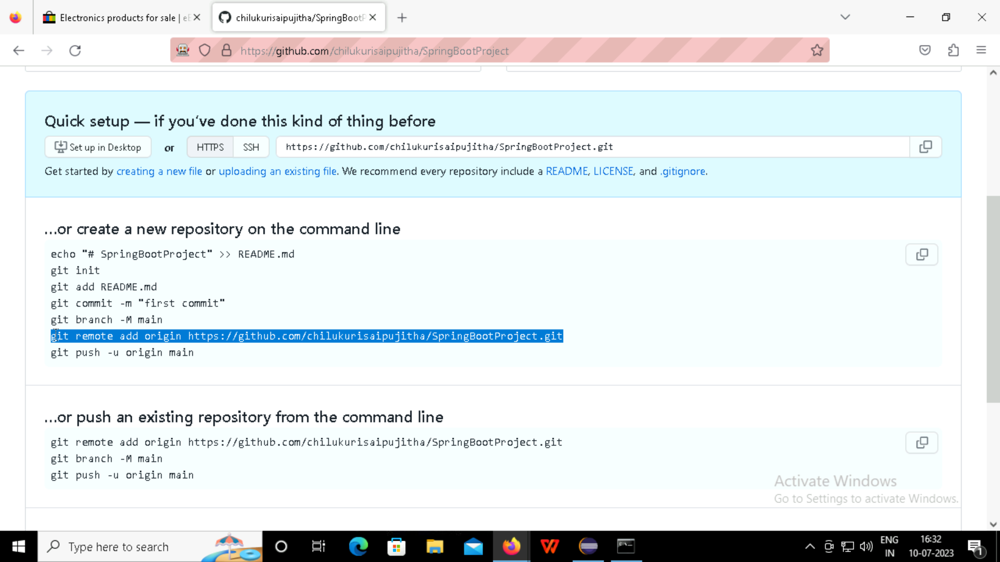 Electronics products for sale | eB
chilukurisaipujitha/SpringBootP
https://github.com/chilukurisaipujitha/SpringBootProject
Quick setup — if you've done this kind of thing before
Set up in Desktop or HTTPS SSH https://github.com/chilukurisaipujitha/SpringBootProject.git
Get started by creating a new file or uploading an existing file. We recommend every repository include a README, LICENSE, and .gitignore.
...or create a new repository on the command line
echo "# SpringBootProject" >> README.md
git init
git add README.md
git commit -m "first commit"
git branch -M main
git remote add origin https://github.com/chilukurisaipujitha/SpringBootProject.git
git push -u origin main
...or push an existing repository from the command line
git remote add origin https://github.com/chilukurisaipujitha/SpringBootProject.git
git branch -M main
git push -u origin main
Activate Windows
Go to Settings to activate Windows.
Type here to search
ENG
IN
16:32
10-07-2023
1